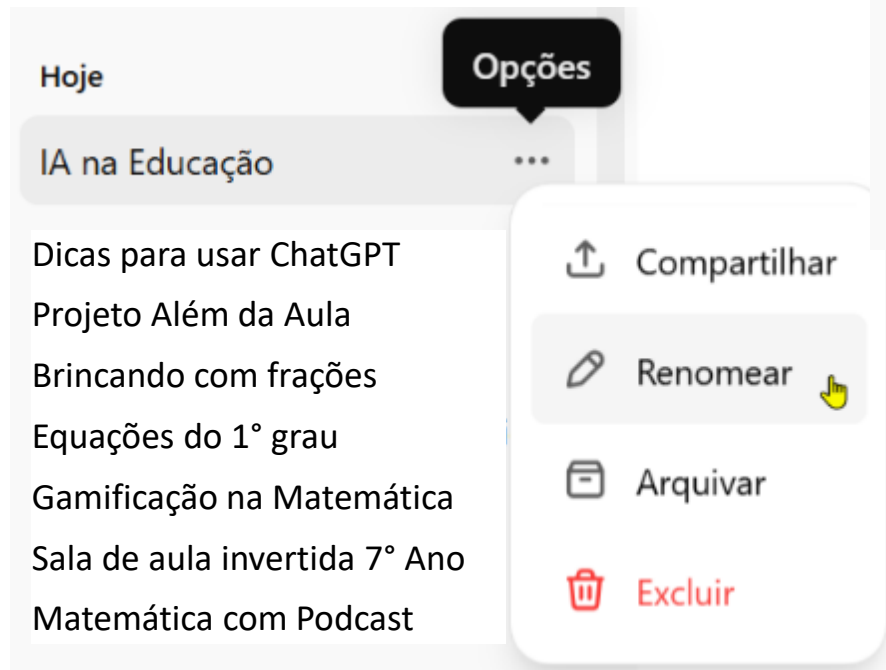 Hoje
Opções
IA na Educação
Dicas para usar ChatGPT
Projeto Além da Aula
Brincando com frações
Equações do 1° grau
Gamificação na Matemática
Sala de aula invertida 7° Ano
Matemática com Podcast
Compartilhar
Renomear
Arquivar
Excluir